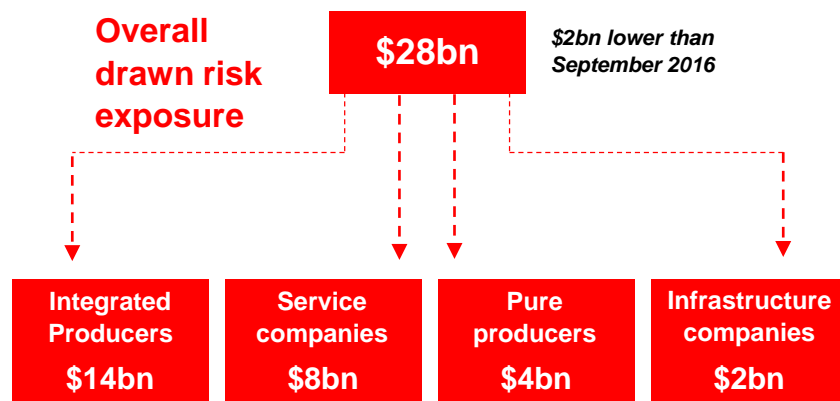 Overall
drawn risk
exposure
$28bn
$2bn lower than
September 2016
Integrated
Producers
$14bn
Service
companies
$8bn
Pure
producers
$4bn
Infrastructure
companies
$2bn